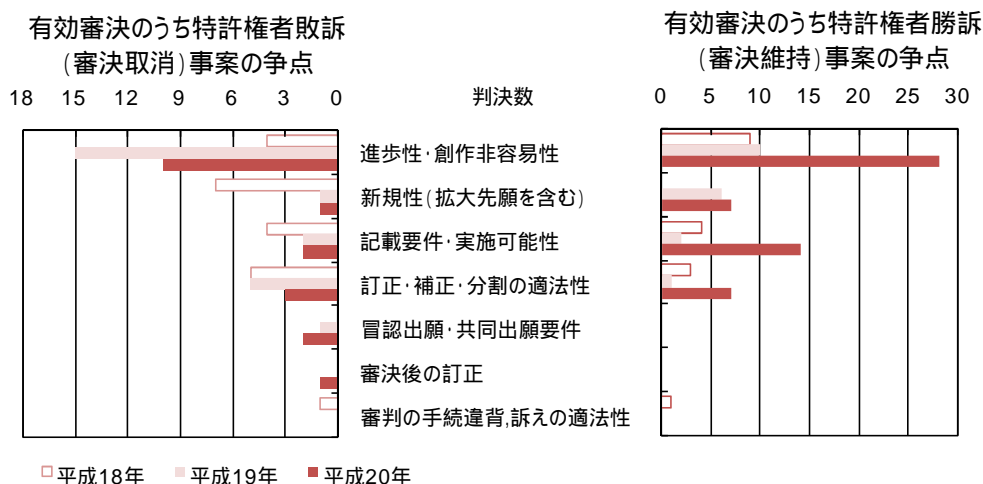 有効審決のうち特許権者敗訴
(審決取消)事案の争点
有効審決のうち特許権者勝訴
(審決維持)事案の争点
18 15 12 9 6 3 0
判決数
0 5 10 15 20 25 30
進歩性・創作非容易性
新規性(拡大先願を含む)
記載要件・実施可能性
訂正・補正・分割の適法性
冒認出願・共同出願要件
審決後の訂正
審判の手続違背,訴えの適法性
平成18年 平成19年 平成20年